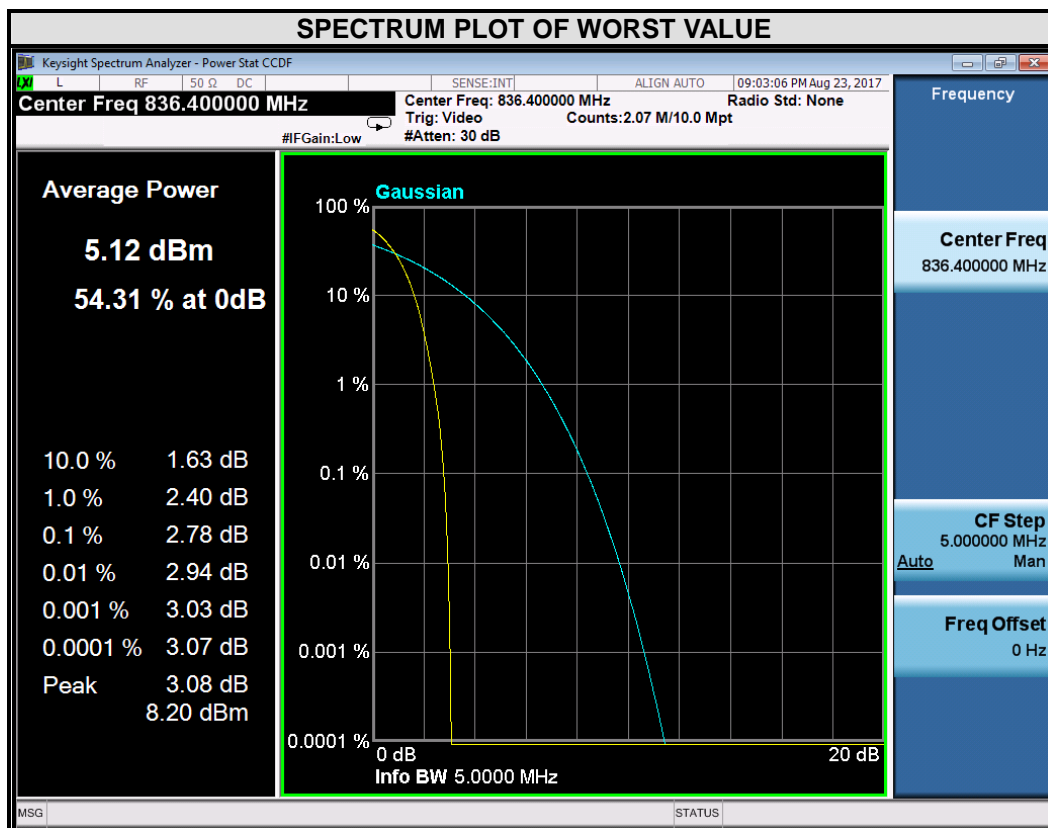 SPECTRUM PLOT OF WORST VALUE
Keysight Spectrum Analyzer - Power Stat CCDF
LXI L RF 50 Ω DC SENSE:INT ALIGN AUTO 09:03:06 PM Aug 23, 2017
Center Freq 836.400000 MHz
Center Freq: 836.400000 MHz Radio Std: None
Trig: Video Counts:2.07 M/10.0 Mpt
#IFGain:Low #Atten: 30 dB
Average Power
5.12 dBm
54.31 % at 0dB
10.0 % 1.63 dB
1.0 % 2.40 dB
0.1 % 2.78 dB
0.01 % 2.94 dB
0.001 % 3.03 dB
0.0001 % 3.07 dB
Peak 3.08 dB
8.20 dBm
Gaussian
100 %
10 %
1 %
0.1 %
0.01 %
0.001 %
0.0001 %
0 dB 20 dB
Info BW 5.0000 MHz
Frequency
Center Freq
836.400000 MHz
CF Step
5.000000 MHz
Auto Man
Freq Offset
0 Hz
MSG STATUS